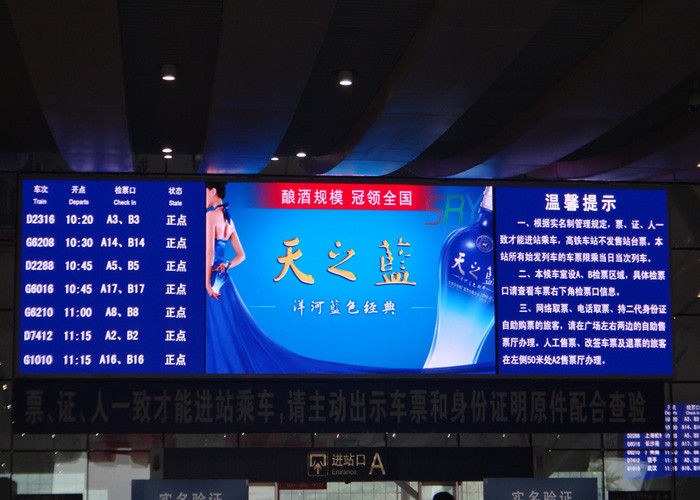 车次 开点 检票口 状态
Train Departs Check In State
D2316 10:20 A3、B3 正点
G6208 10:30 A14、B14 正点
D2288 10:45 A5、B5 正点
G6016 10:45 A17、B17 正点
G6210 11:00 A8、B8 正点
D7412 11:15 A2、B2 正点
G1010 11:15 A16、B16 正点
酿酒规模 冠领全国
天之蓝
洋河蓝色经典
天之蓝
温馨提示
一、根据实名制管理规定，票、证、人一
致才能进站乘车，高铁车站不发售站台票。本
站所有始发列车的车票限乘当日当次列车。
二、本候车室设A、B检票区域，具体检票
口请查看车票右下角检票口信息。
三、网络取票、电话取票、持二代身份证
自助购票的旅客，请在广场左右两边的自助售
票厅办理。人工售票、改签车票及退票的旅客
在左侧50米处A2售票厅办理。
票、证、人一致才能进站乘车，请主动出示车票和身份证明原件配合查验
进站口 A
Entrance
实名验证
实名验证